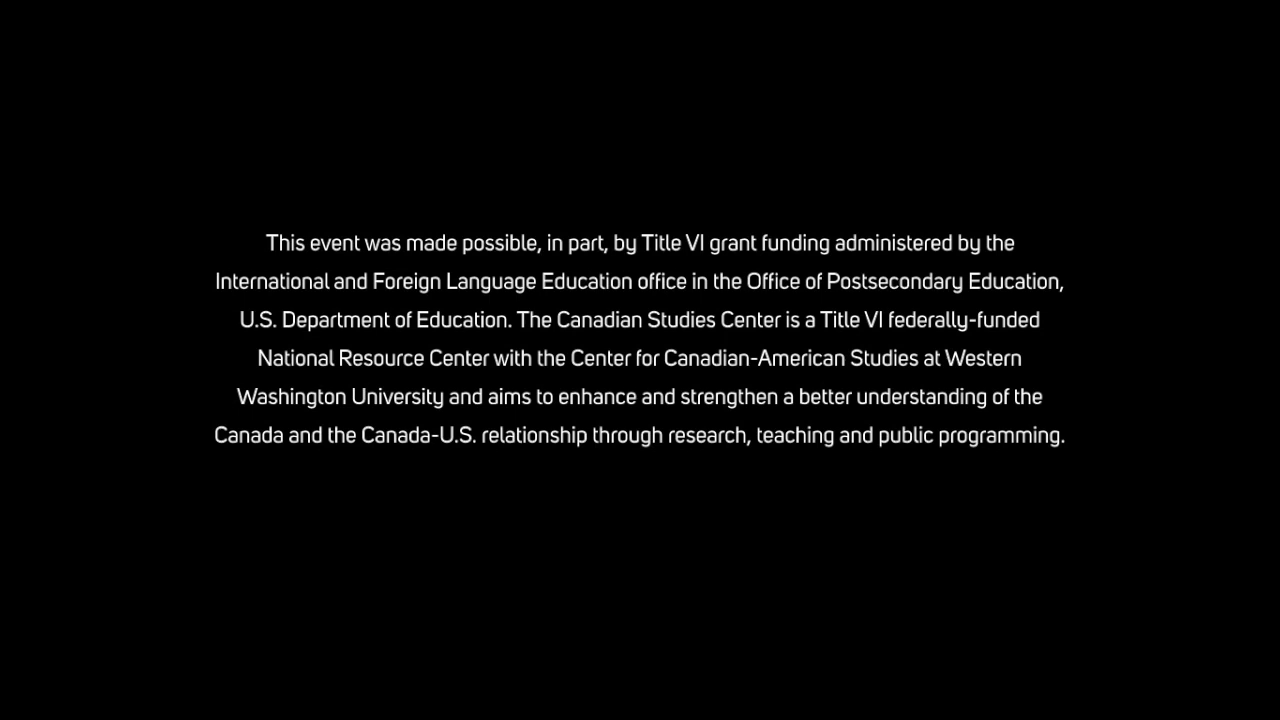 This event was made possible, in part, by Title VI grant funding administered by the
International and Foreign Language Education office in the Office of Postsecondary Education,
U.S. Department of Education. The Canadian Studies Center is a Title VI federally-funded
National Resource Center with the Center for Canadian-American Studies at Western
Washington University and aims to enhance and strengthen a better understanding of the
Canada and the Canada-U.S. relationship through research, teaching and public programming.